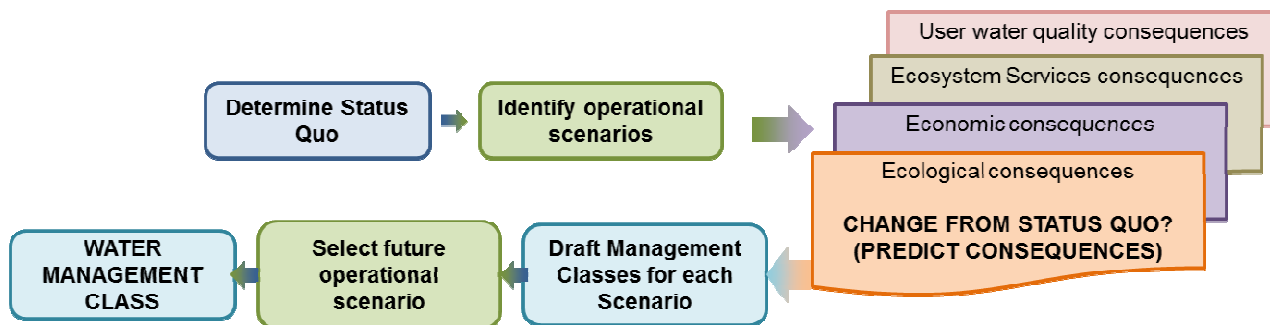 Determine Status
Quo
Identify operational
scenarios
User water quality consequences
Ecosystem Services consequences
Economic consequences
Ecological consequences
CHANGE FROM STATUS QUO?
(PREDICT CONSEQUENCES)
Draft Management
Classes for each
Scenario
Select future
operational
scenario
WATER
MANAGEMENT
CLASS